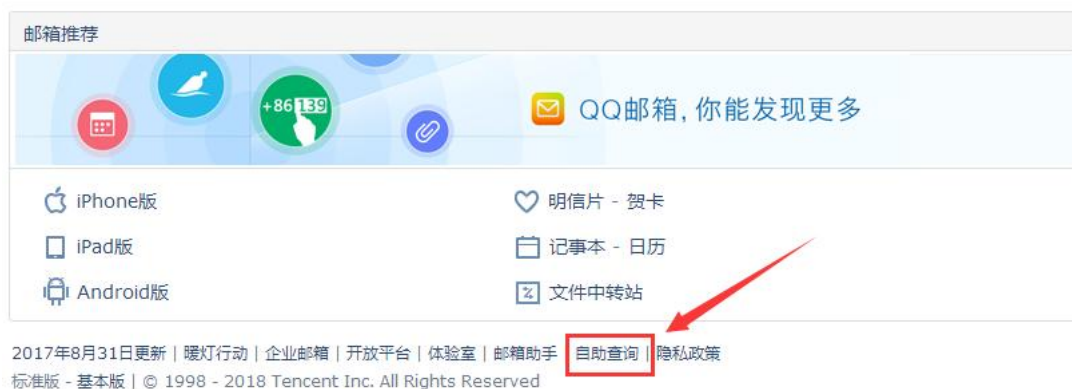 邮箱推荐
+86 139
QQ邮箱,你能发现更多
iPhone版
明信片 - 贺卡
iPad版
记事本 - 日历
Android版
文件中转站
2017年8月31日更新 | 暖灯行动 | 企业邮箱 | 开放平台 | 体验室 | 邮箱助手 | 自助查询 | 隐私政策
标准版 - 基本版 | © 1998 - 2018 Tencent Inc. All Rights Reserved